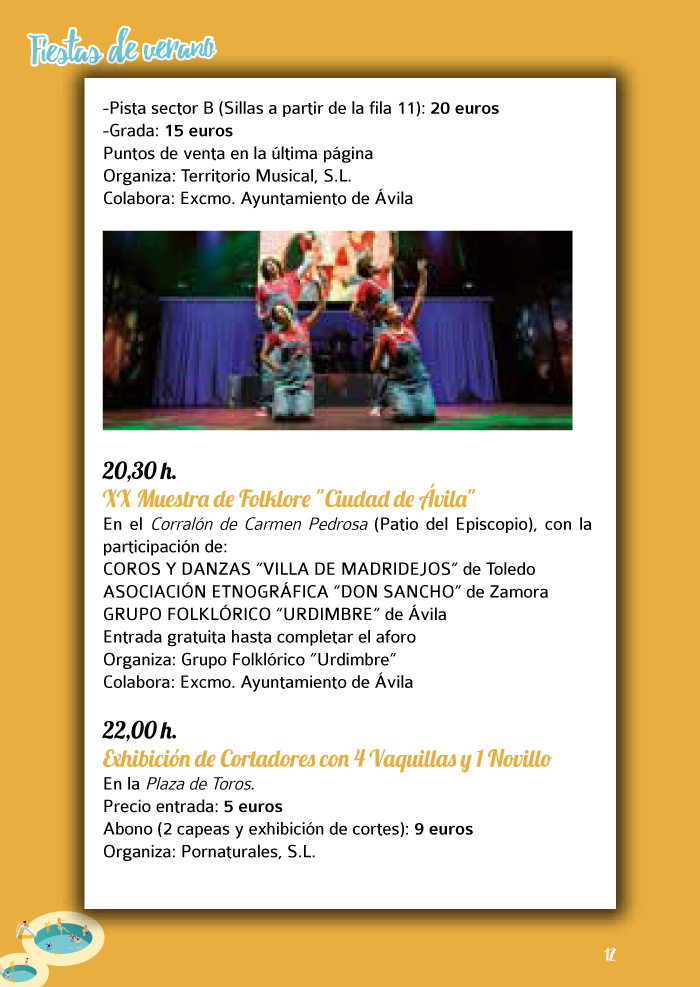 Fiestas de verano
-Pista sector B (Sillas a partir de la fila 11): 20 euros
-Grada: 15 euros
Puntos de venta en la última página
Organiza: Territorio Musical, S.L.
Colabora: Excmo. Ayuntamiento de Ávila
20,30 h.
XX Muestra de Folklore "Ciudad de Ávila"
En el Corralón de Carmen Pedrosa (Patio del Episcopio), con la
participación de:
COROS Y DANZAS "VILLA DE MADRIDEJOS" de Toledo
ASOCIACIÓN ETNOGRÁFICA "DON SANCHO" de Zamora
GRUPO FOLKLÓRICO "URDIMBRE" de Ávila
Entrada gratuita hasta completar el aforo
Organiza: Grupo Folklórico "Urdimbre"
Colabora: Excmo. Ayuntamiento de Ávila
22,00 h.
Exhibición de Cortadores con 4 Vaquillas y 1 Novillo
En la Plaza de Toros.
Precio entrada: 5 euros
Abono (2 capeas y exhibición de cortes): 9 euros
Organiza: Pornaturales, S.L.
12